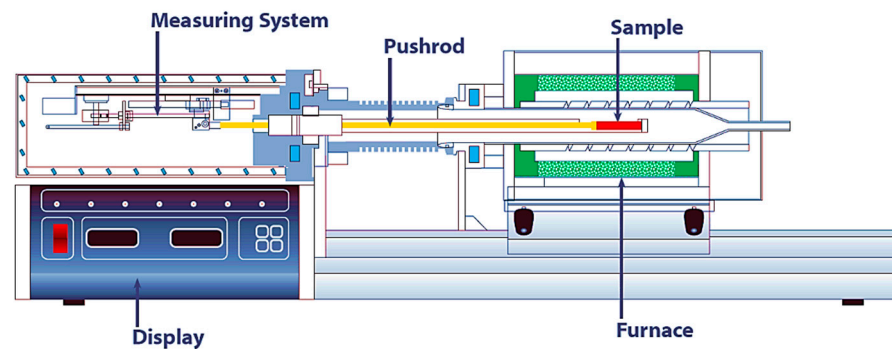 Measuring System
Pushrod
Sample
Display
Furnace